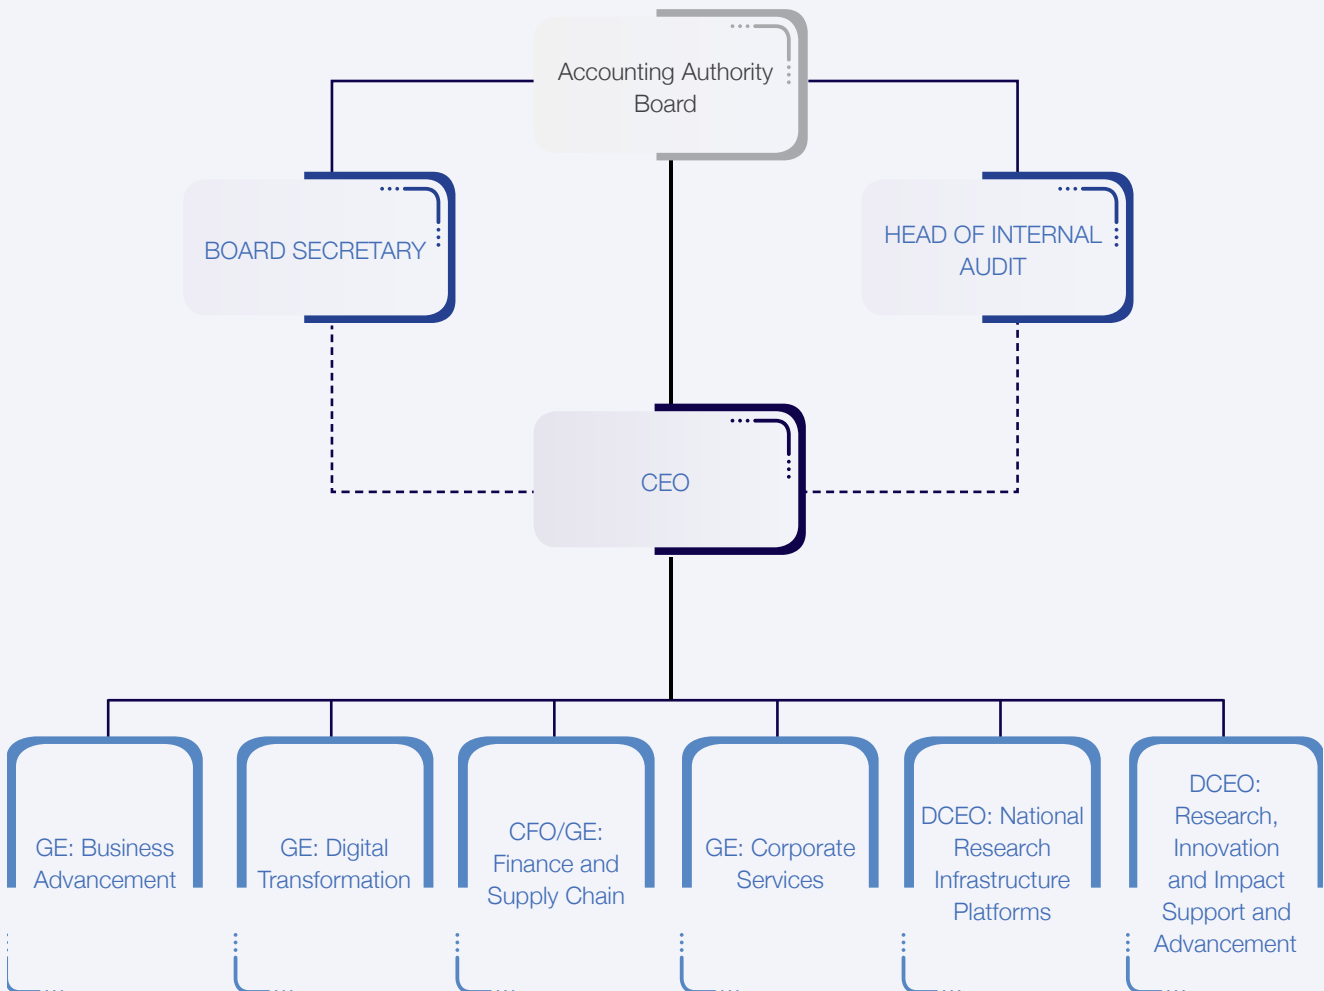 Accounting Authority
Board
BOARD SECRETARY
HEAD OF INTERNAL
AUDIT
CEO
GE: Business
Advancement
GE: Digital
Transformation
CFO/GE:
Finance and
Supply Chain
GE: Corporate
Services
DCEO: National
Research
Infrastructure
Platforms
DCEO:
Research,
Innovation
and Impact
Support and
Advancement